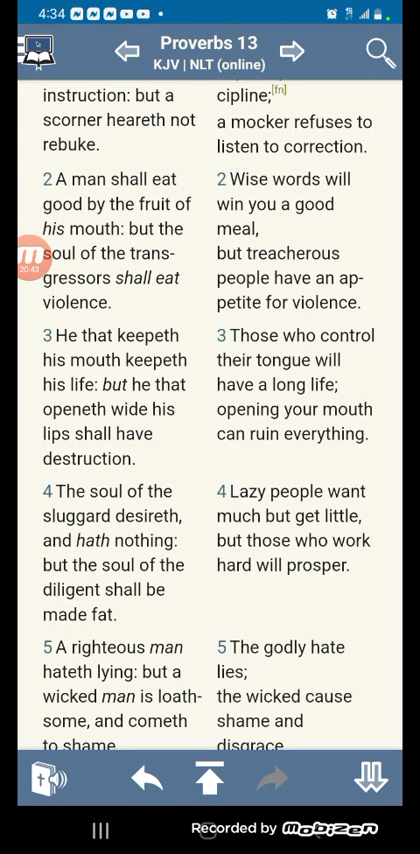 4:34
Proverbs 13
KJV | NLT (online)
instruction: but a
scorner heareth not
rebuke.
2 A man shall eat
good by the fruit of
his mouth: but the
soul of the trans-
gressors shall eat
violence.
3 He that keepeth
his mouth keepeth
his life: but he that
openeth wide his
lips shall have
destruction.
4 The soul of the
sluggard desireth,
and hath nothing:
but the soul of the
diligent shall be
made fat.
5 A righteous man
hateth lying: but a
wicked man is loath-
some, and cometh
to shame
cipline;[fn]
a mocker refuses to
listen to correction.
2 Wise words will
win you a good
meal,
but treacherous
people have an ap-
petite for violence.
3 Those who control
their tongue will
have a long life;
opening your mouth
can ruin everything.
4 Lazy people want
much but get little,
but those who work
hard will prosper.
5 The godly hate
lies;
the wicked cause
shame and
disgrace
20:43
Recorded by mobizen